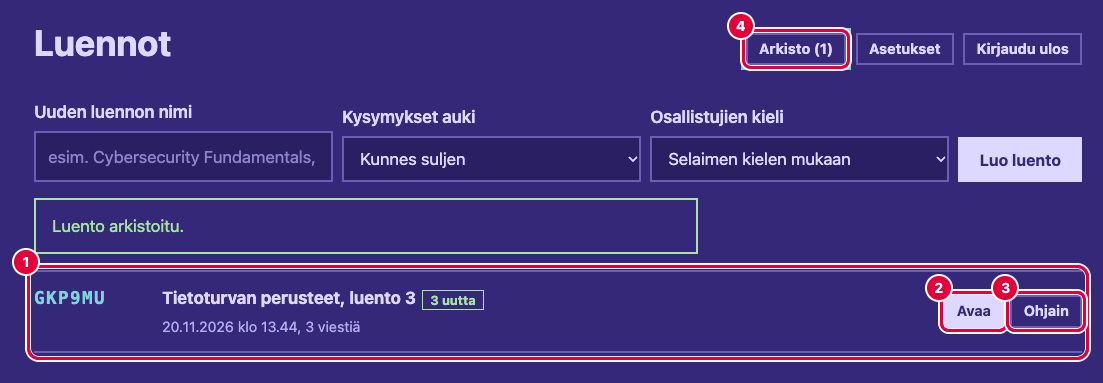 Luennot
4
Arkisto (1)
Asetukset
Kirjaudu ulos
Uuden luennon nimi
Kysymykset auki
Osallistujien kieli
esim. Cybersecurity Fundamentals,
Kunnes suljen
Selaimen kielen mukaan
Luo luento
Luento arkistoitu.
1
GKP9MU
Tietoturvan perusteet, luento 3
3 uutta
20.11.2026 klo 13.44, 3 viestiä
2
Avaa
3
Ohjain